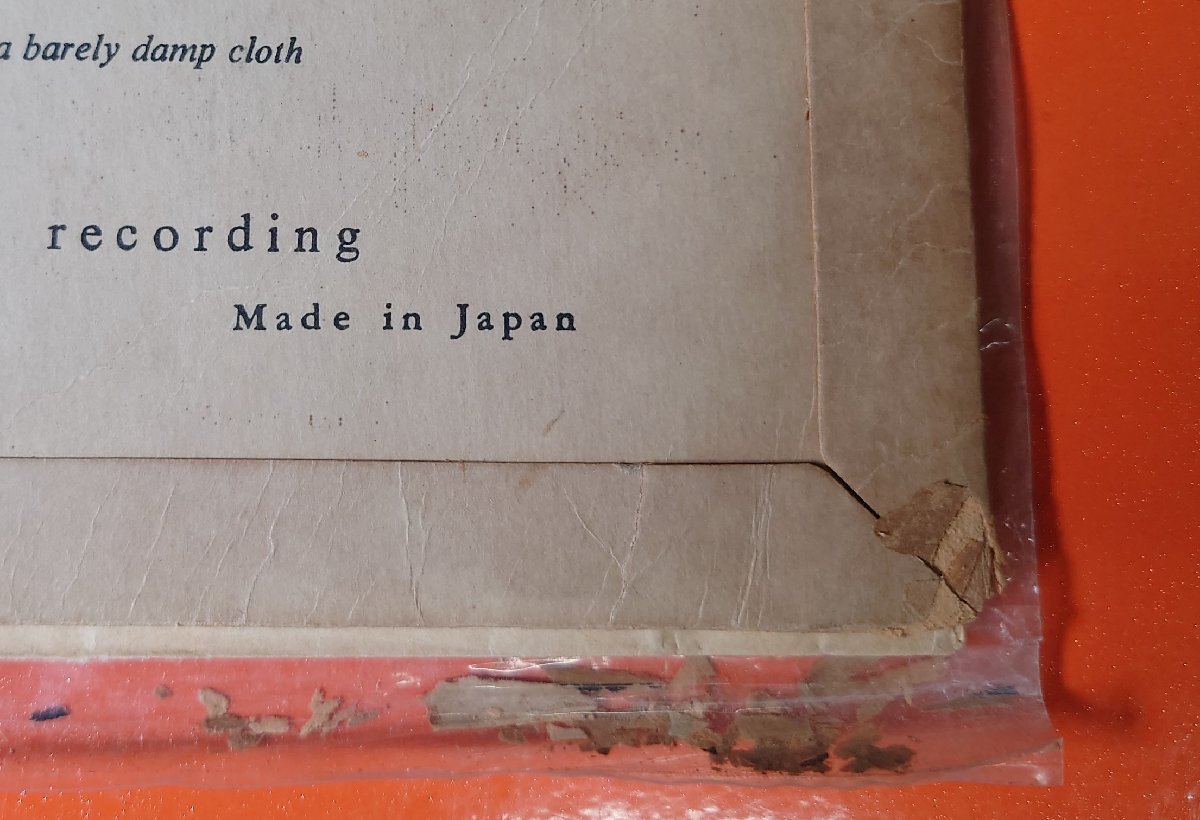 a barely damp cloth
recording
Made in Japan